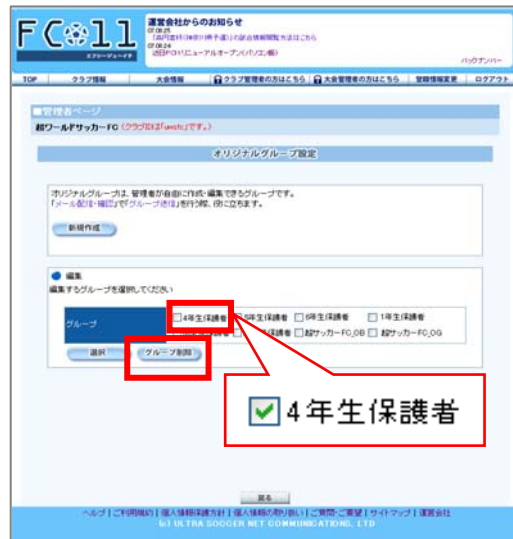 FCall
運営会社からのお知らせ
07.08.25
07.08.24
バックナンバー
TOP クラブ情報 大会情報 クラブ管理者の方はこちら 大会管理者の方はこちら 登録情報変更 ログアウト
■管理者ページ
超ワールドサッカーFC
オリジナルグループ設定
オリジナルグループは、管理者が自由に作成・編集できるグループです。
「メール配信・確認」で「グループ送信」を行う際、役に立ちます。
新規作成
編集
編集するグループを選択してください
グループ
4年生保護者 5年生保護者 6年生保護者 1年生保護者
保護者 超サッカーFC_OB 超サッカーFC_OG
選択 グループ削除
4年生保護者
戻る
ヘルプ | ご利用規約 | 個人情報保護方針 | 個人情報の取り扱い | ご質問・ご要望 | サイトマップ | 運営会社
(c) ULTRA SOCCER NET COMMUNICATIONS, LTD